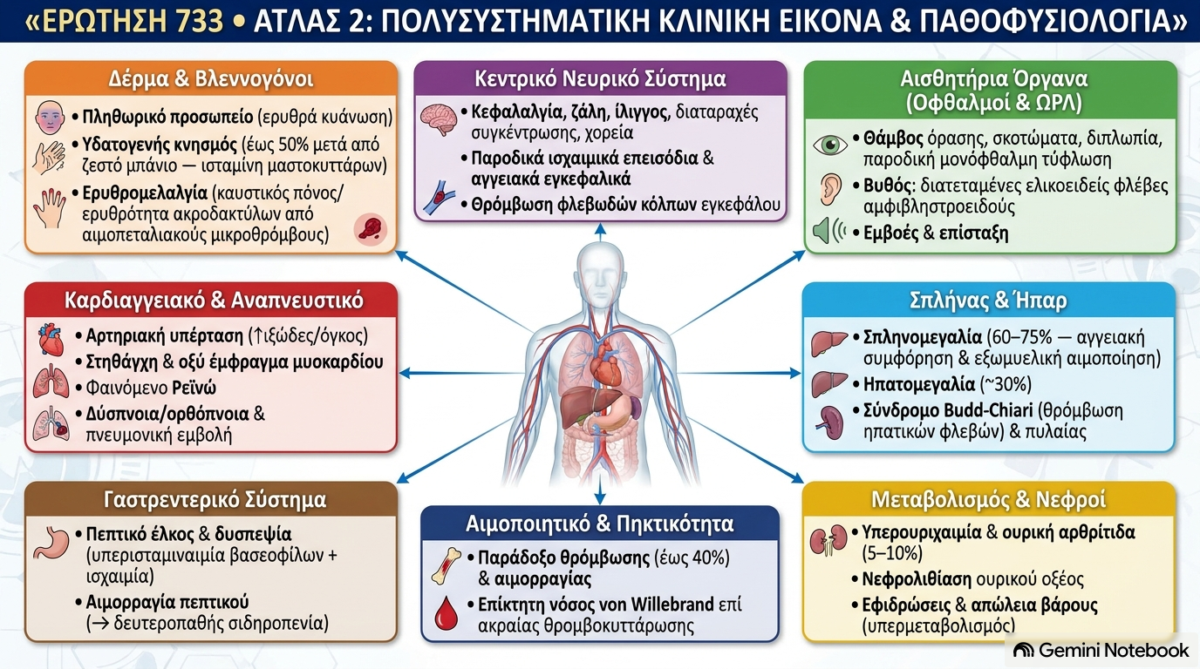 «ΕΡΩΤΗΣΗ 733 • ΑΤΛΑΣ 2: ΠΟΛΥΣΥΣΤΗΜΑΤΙΚΗ ΚΛΙΝΙΚΗ ΕΙΚΟΝΑ & ΠΑΘΟΦΥΣΙΟΛΟΓΙΑ»
Δέρμα & Βλεννογόνοι
• Πληθωρικό προσωπείο (ερυθρά κυάνωση)
• Υδατογενής κνησμός (έως 50% μετά από
ζεστό μπάνιο — ισταμίνη μαστοκυττάρων)
• Ερυθρομελαλγία (καυστικός πόνος/
ερυθρότητα ακροδακτύλων από
αιμοπεταλιακούς μικροθρόμβους)
Κεντρικό Νευρικό Σύστημα
• Κεφαλαλγία, ζάλη, ίλιγγος, διαταραχές
συγκέντρωσης, χορεία
• Παροδικά ισχαιμικά επεισόδια &
αγγειακά εγκεφαλικά
• Θρόμβωση φλεβωδών κόλπων εγκεφάλου
Αισθητήρια Όργανα
(Οφθαλμοί & ΩΡΛ)
• Θάμβος όρασης, σκοτώματα, διπλωπία,
παροδική μονόφθαλμη τύφλωση
• Βυθός: διατεταμένες ελικοειδείς φλέβες
αμφιβληστροειδούς
• Εμβοές & επίσταξη
Καρδιαγγειακό & Αναπνευστικό
• Αρτηριακή υπέρταση (↑ιξώδες/όγκος)
• Στηθάγχη & οξύ έμφραγμα μυοκαρδίου
• Φαινόμενο Ρεϊνώ
• Δύσπνοια/ορθόπνοια &
πνευμονική εμβολή
Σπλήνας & Ήπαρ
• Σπληνομεγαλία (60–75% — αγγειακή
συμφόρηση & εξωμυελική αιμοποίηση)
• Ηπατομεγαλία (~30%)
• Σύνδρομο Budd-Chiari (θρόμβωση
ηπατικών φλεβών) & πυλαίας
Γαστρεντερικό Σύστημα
• Πεπτικό έλκος & δυσπεψία
(υπερισταμιναιμία βασεοφίλων +
ισχαιμία)
• Αιμορραγία πεπτικού
(→ δευτεροπαθής σιδηροπενία)
Αιμοποιητικό & Πηκτικότητα
• Παράδοξο θρόμβωσης (έως 40%)
& αιμορραγίας
• Επίκτητη νόσος von Willebrand επί
ακραίας θρομβοκυττάρωσης
Μεταβολισμός & Νεφροί
• Υπερουριχαιμία & ουρική αρθρίτιδα
(5–10%)
• Νεφρολιθίαση ουρικού οξέος
• Εφιδρώσεις & απώλεια βάρους
(υπερμεταβολισμός)
Gemini Notebook